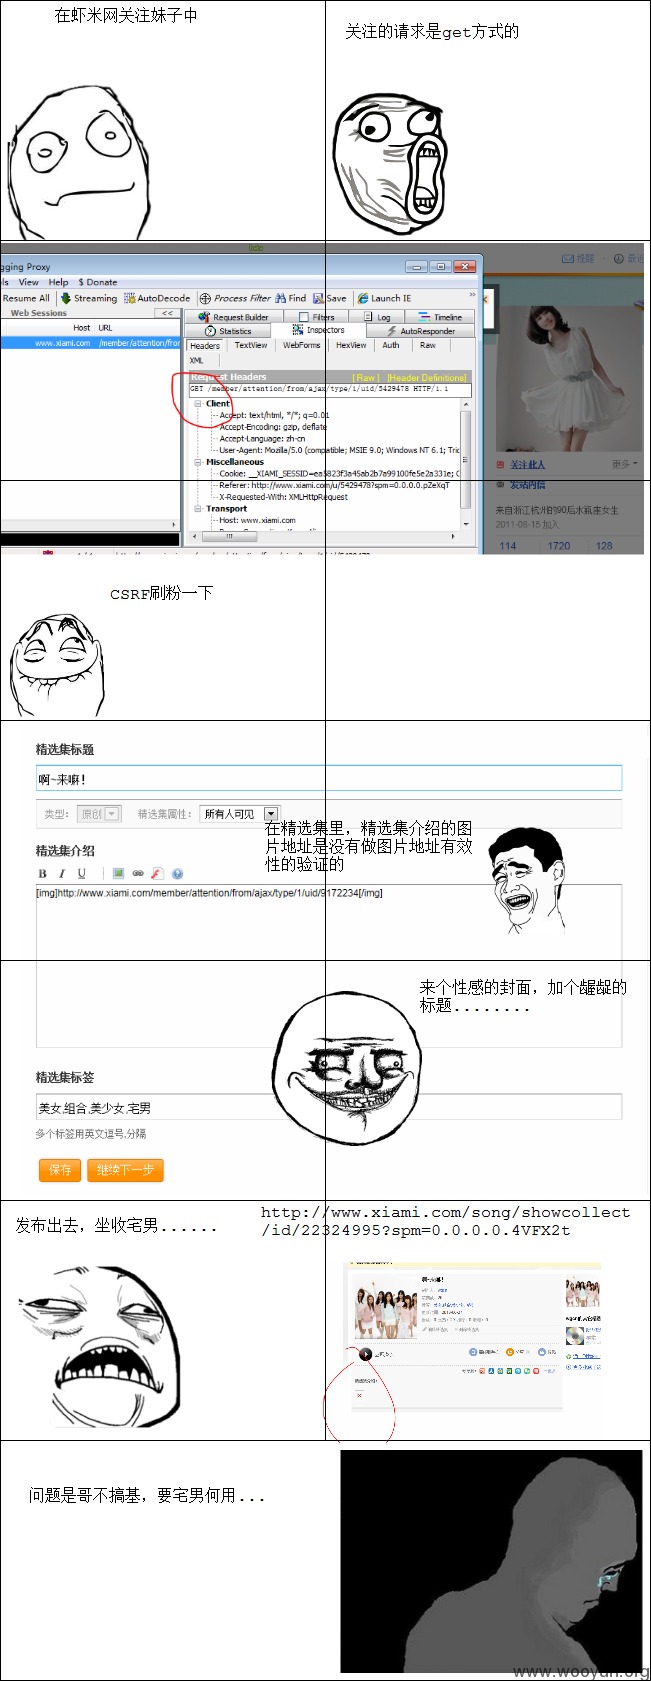 在虾米网关注妹子中
关注的请求是get方式的
gging Proxy
ls View Help $ Donate
Resume All Streaming AutoDecode Process Filter Find Save Launch IE
Web Sessions <<
Host URL
www.xiami.com /member/attention/fro
Request Builder Filters Log Timeline
Statistics Inspectors AutoResponder
Headers TextView WebForms HexView Auth Raw
XML
Request Headers [Raw] [Header Definitions]
GET /member/attention/from/ajax/type/1/uid/5429478 HTTP/1.1
Client
Accept: text/html, */*; q=0.01
Accept-Encoding: gzip, deflate
Accept-Language: zh-cn
User-Agent: Mozilla/5.0 (compatible; MSIE 9.0; Windows NT 6.1; Tri
Miscellaneous
Cookie: __XIAMI_SESSID=ea5823f3a45ab2b7a99100fe5e2a331e;
Referer: http://www.xiami.com/u/5429478?spm=0.0.0.0.pZeXqT
X-Requested-With: XMLHttpRequest
Transport
Host: www.xiami.com
提醒 最近
关注此人 更多
发站内信
来自浙江杭州的90后水瓶座女生
2011-08-15 加入
114 1720 128
CSRF刷粉一下
精选集标题
啊~来嘛!
类型: 原创 精选集属性: 所有人可见
在精选集里，精选集介绍的图
片地址是没有做图片地址有效
性的验证的
精选集介绍
B I U
[img]http://www.xiami.com/member/attention/from/ajax/type/1/uid/9172234[/img]
来个性感的封面，加个龌龊的
标题........
精选集标签
美女,组合,美少女,宅男
多个标签用英文逗号,分隔
保存 继续下一步
发布出去，坐收宅男......
http://www.xiami.com/song/showcollect
/id/22324995?spm=0.0.0.0.4VFX2t
问题是哥不搞基，要宅男何用...
www.wooyun.org